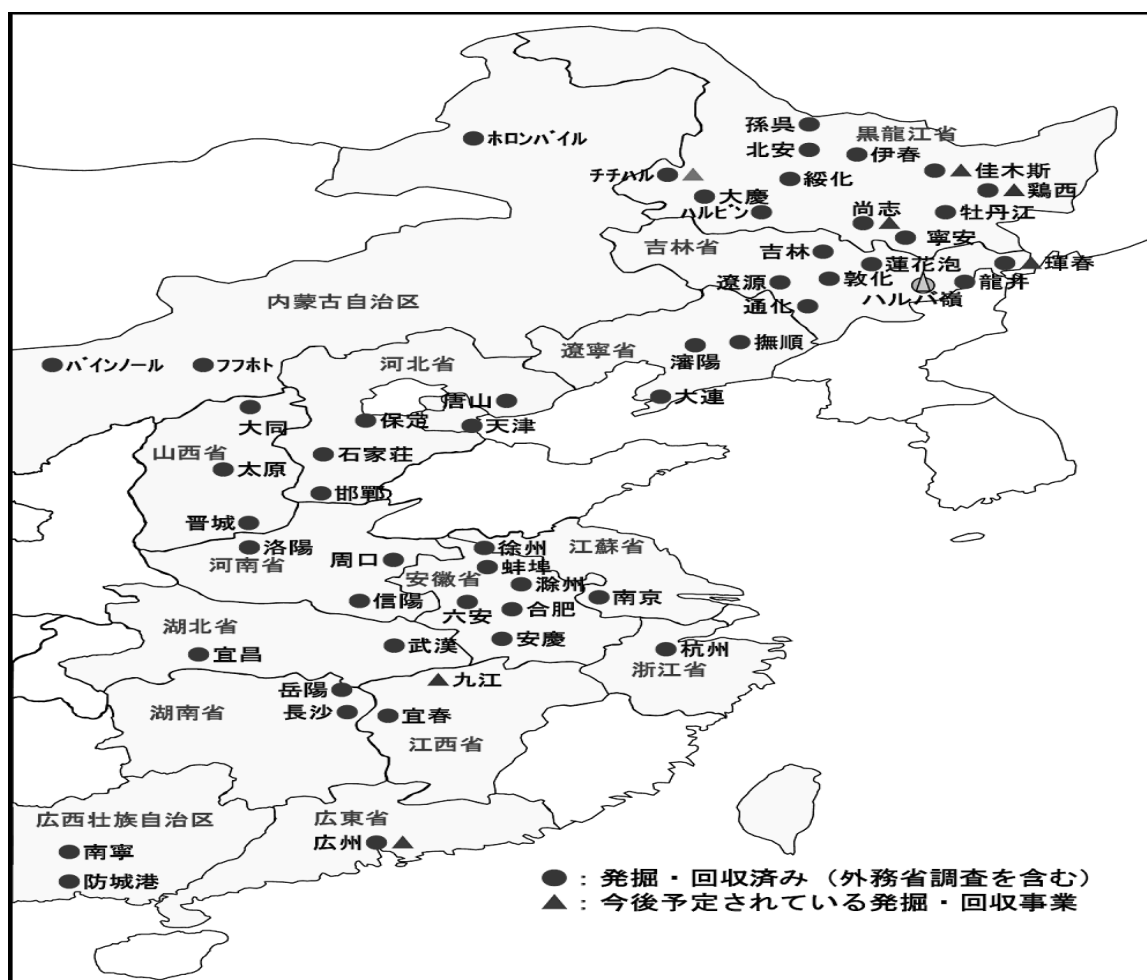 孫呉
黒龍江省
ホロンバイル
北安
伊春
チチハル
綏化
佳木斯
大慶
鶏西
ハルビン
尚志
牡丹江
寧安
吉林省
吉林
蓮花泡
琿春
遼源
敦化
龍井
ハルバ嶺
内蒙古自治区
通化
撫順
遼寧省
瀋陽
バインノール
フフホト
河北省
大連
唐山
大同
保定
天津
山西省
石家荘
太原
邯鄲
晋城
洛陽
徐州
江蘇省
河南省
周口
蚌埠
安徽省
滁州
信陽
六安
合肥
南京
湖北省
安慶
武漢
杭州
宜昌
浙江省
九江
岳陽
湖南省
長沙
宜春
江西省
広西壮族自治区
広東省
広州
南寧
防城港
●：発掘・回収済み（外務省調査を含む）
▲：今後予定されている発掘・回収事業